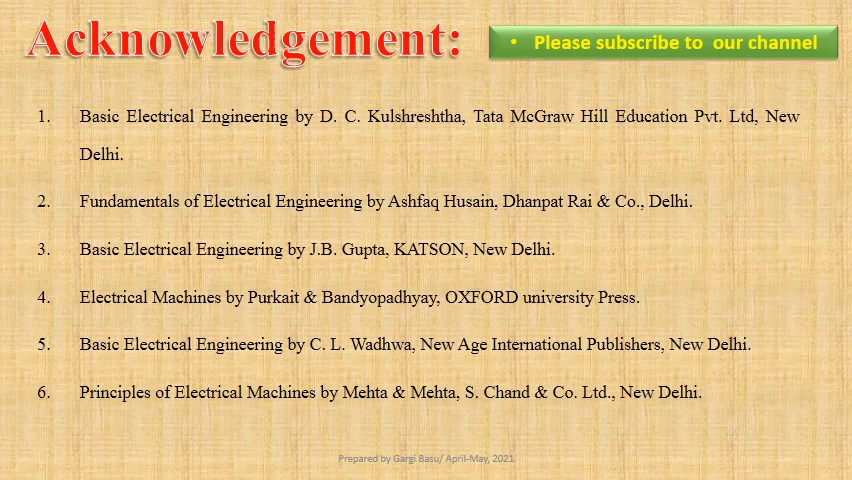 Acknowledgement:
• Please subscribe to our channel
1. Basic Electrical Engineering by D. C. Kulshreshtha, Tata McGraw Hill Education Pvt. Ltd, New
Delhi.
2. Fundamentals of Electrical Engineering by Ashfaq Husain, Dhanpat Rai & Co., Delhi.
3. Basic Electrical Engineering by J.B. Gupta, KATSON, New Delhi.
4. Electrical Machines by Purkait & Bandyopadhyay, OXFORD university Press.
5. Basic Electrical Engineering by C. L. Wadhwa, New Age International Publishers, New Delhi.
6. Principles of Electrical Machines by Mehta & Mehta, S. Chand & Co. Ltd., New Delhi.
Prepared by Gargi Basu/ April-May, 2021.